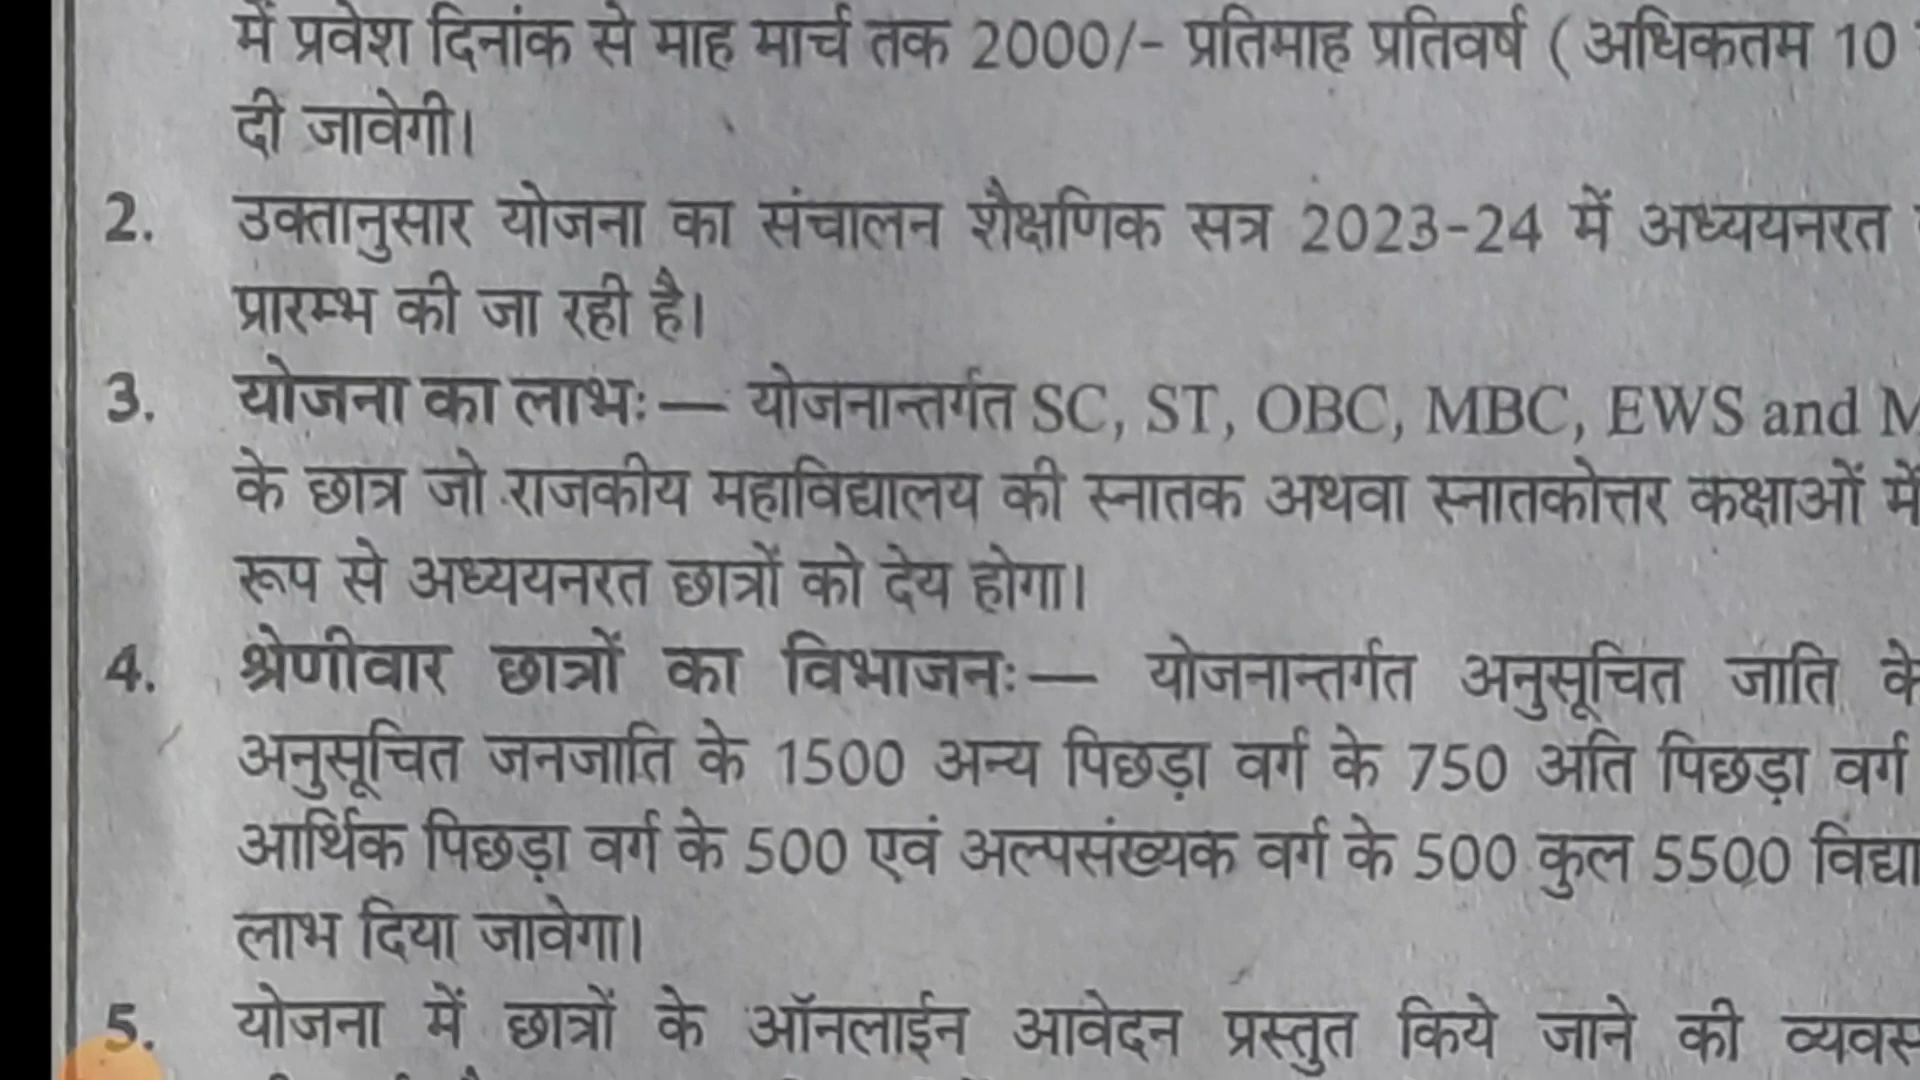 में प्रवेश दिनांक से माह मार्च तक 2000/- प्रतिमाह प्रतिवर्ष ( अधिकतम 10
दी जावेगी।
2. उक्तानुसार योजना का संचालन शैक्षणिक सत्र 2023-24 में अध्ययनरत
प्रारम्भ की जा रही है।
3. योजना का लाभः— योजनान्तर्गत SC, ST, OBC, MBC, EWS and M
के छात्र जो राजकीय महाविद्यालय की स्नातक अथवा स्नातकोत्तर कक्षाओं में
रूप से अध्ययनरत छात्रों को देय होगा।
4. श्रेणीवार छात्रों का विभाजनः— योजनान्तर्गत अनुसूचित जाति के
अनुसूचित जनजाति के 1500 अन्य पिछड़ा वर्ग के 750 अति पिछड़ा वर्ग
आर्थिक पिछड़ा वर्ग के 500 एवं अल्पसंख्यक वर्ग के 500 कुल 5500 विद्या
लाभ दिया जावेगा।
5. योजना में छात्रों के ऑनलाईन आवेदन प्रस्तुत किये जाने की